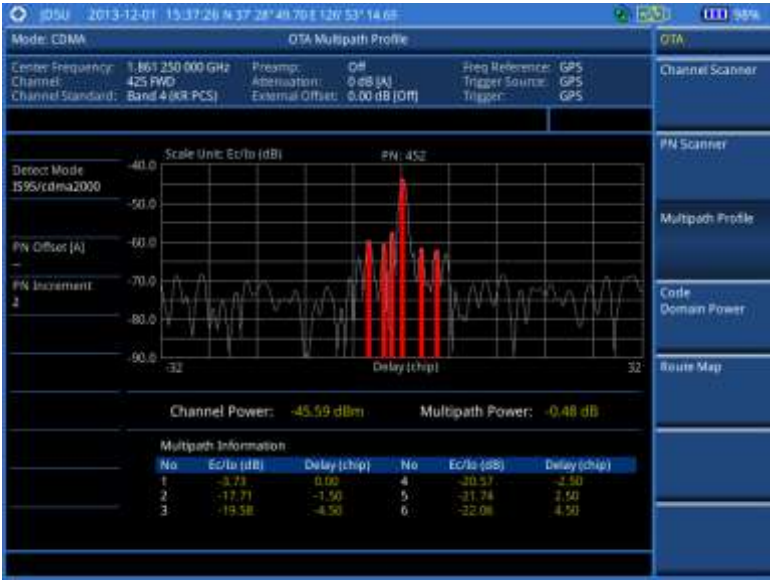 JDSU 2013-12-01 15:37:26 N 37° 28' 49.70 E 126° 53' 14.68 98%
Mode: CDMA OTA Multipath Profile OTA
Center Frequency: 1.861 250 000 GHz Preamp: Off Freq Reference: GPS
Channel: 425 FWD Attenuation: 0 dB [A] Trigger Source: GPS
Channel Standard: Band 4 (KR PCS) External Offset: 0.00 dB [Off] Trigger: GPS
Channel Scanner
PN Scanner
Multipath Profile
Code
Domain Power
Route Map
Detect Mode
IS95/cdma2000
PN Offset [A]
--
PN Increment
2
Scale Unit: Ec/Io (dB) PN: 452
-40.0
-50.0
-60.0
-70.0
-80.0
-90.0
-32 Delay (chip) 32
Channel Power: -45.59 dBm Multipath Power: -0.48 dB
Multipath Information
No Ec/Io (dB) Delay (chip) No Ec/Io (dB) Delay (chip)
1 -3.73 0.00 4 -20.57 -2.50
2 -17.71 -1.50 5 -21.74 2.50
3 -19.58 -4.50 6 -22.06 4.50